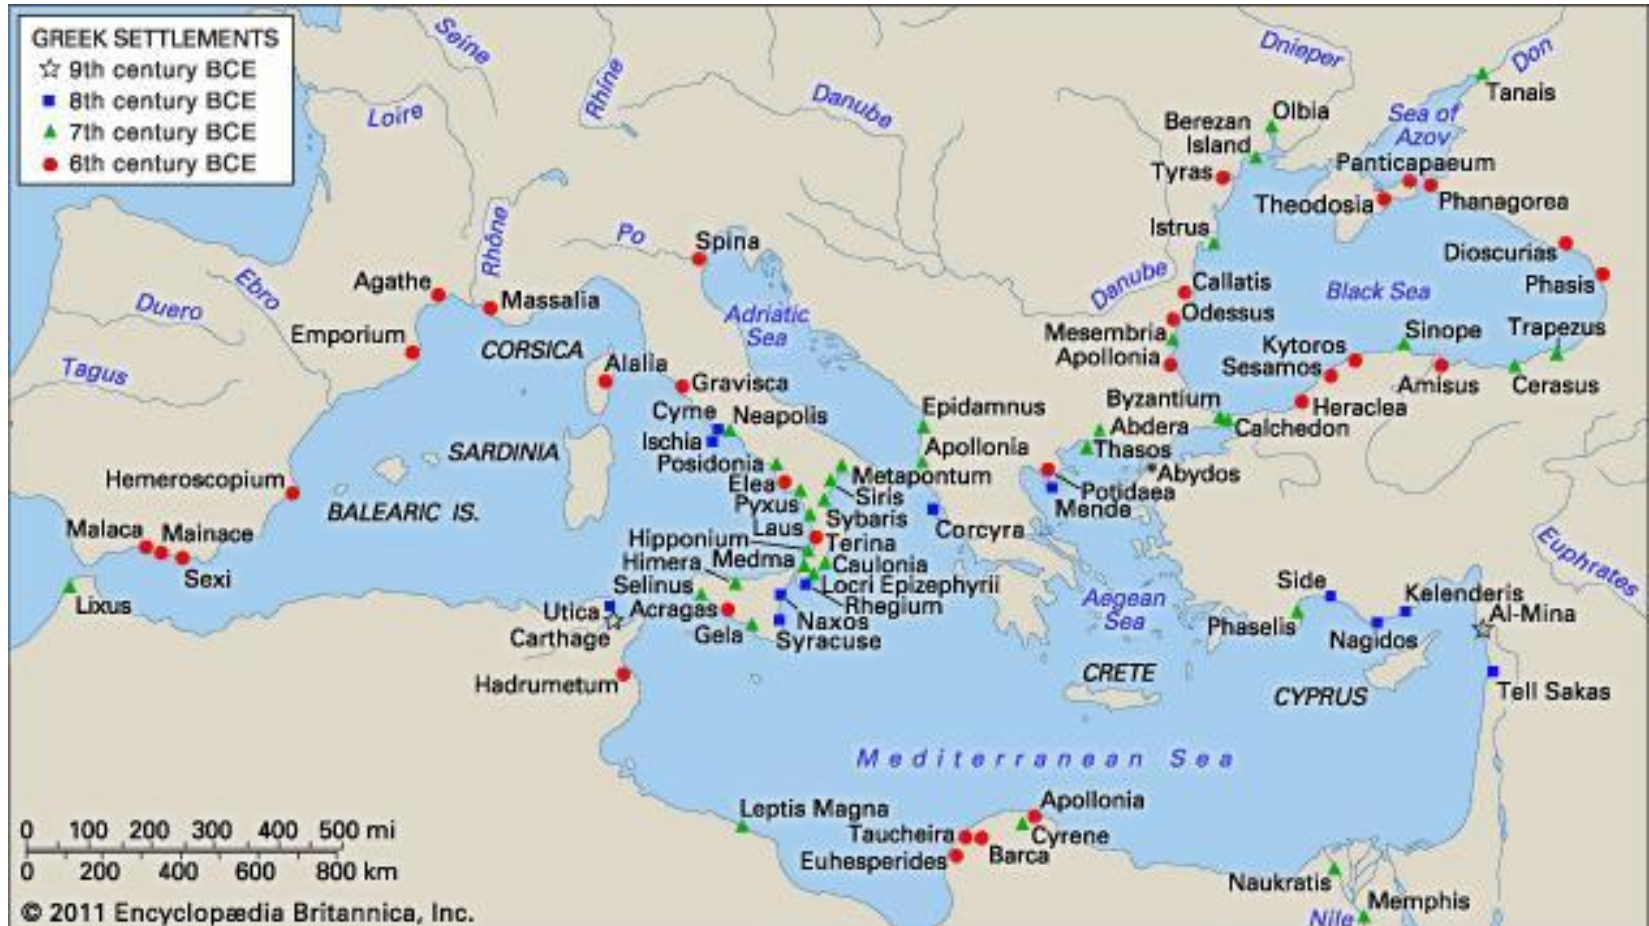 GREEK SETTLEMENTS
9th century BCE
8th century BCE
7th century BCE
6th century BCE
Seine
Loire
Rhine
Danube
Dnieper
Don
Tanais
Olbia
Berezan
Island
Sea of
Azov
Tyras
Panticapaeum
Theodosia
Phanagorea
Istrus
Dioscurias
Phasis
Rhône
Po
Spina
Agathe
Massalia
Ebro
Duero
Emporium
Tagus
CORSICA
Alalia
Adriatic
Sea
Danube
Callatis
Odessus
Mesembria
Apollonia
Black Sea
Sinope
Trapezus
Kytoros
Sesamos
Amisus
Cerasus
Heraclea
Byzantium
Calchedon
Gravisca
Cyme
Neapolis
Ischia
Epidamnus
Apollonia
Abdera
Thasos
Abydos
SARDINIA
Posidonia
Elea
Pyxus
Laus
Metapontum
Siris
Sybaris
Terina
Potidaea
Mende
Corcyra
Hemeroscopium
BALEARIC IS.
Malaca
Mainace
Sexi
Lixus
Hipponium
Himera
Medma
Caulonia
Selinus
Locri Epizephyrii
Rhegium
Utica
Acragas
Naxos
Carthage
Gela
Syracuse
Hadrumetum
Aegean
Sea
Euphrates
Side
Kelenderis
Al-Mina
Phaselis
Nagidos
CRETE
CYPRUS
Tell Sakas
Mediterranean Sea
Leptis Magna
Apollonia
Taucheira
Cyrene
Barca
Euhesperides
Naukratis
Memphis
Nile
0 100 200 300 400 500 mi
0 200 400 600 800 km
© 2011 Encyclopædia Britannica, Inc.